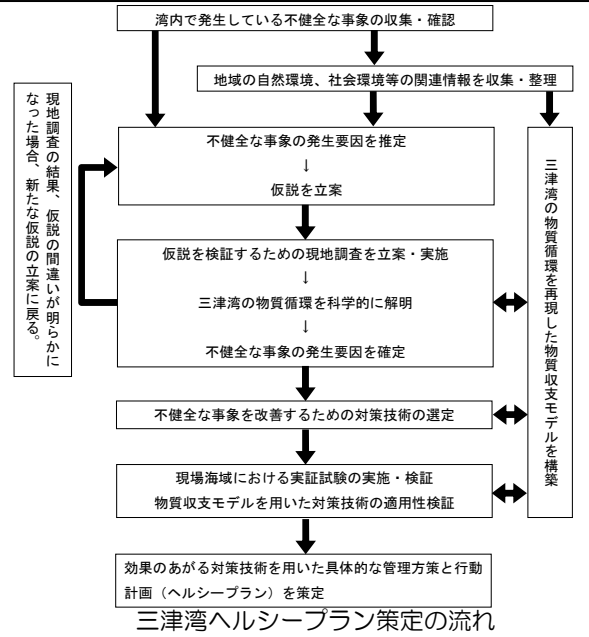 湾内で発生している不健全な事象の収集・確認
地域の自然環境、社会環境等の関連情報を収集・整理
現地調査の結果、仮説の間違いが明らかに
なった場合、新たな仮説の立案に戻る。
不健全な事象の発生要因を推定
↓
仮説を立案
三津湾の物質循環を再現した物質収支モデルを構築
仮説を検証するための現地調査を立案・実施
↓
三津湾の物質循環を科学的に解明
↓
不健全な事象の発生要因を確定
不健全な事象を改善するための対策技術の選定
現場海域における実証試験の実施・検証
物質収支モデルを用いた対策技術の適用性検証
効果のあがる対策技術を用いた具体的な管理方策と行動
計画（ヘルシープラン）を策定
三津湾ヘルシープラン策定の流れ